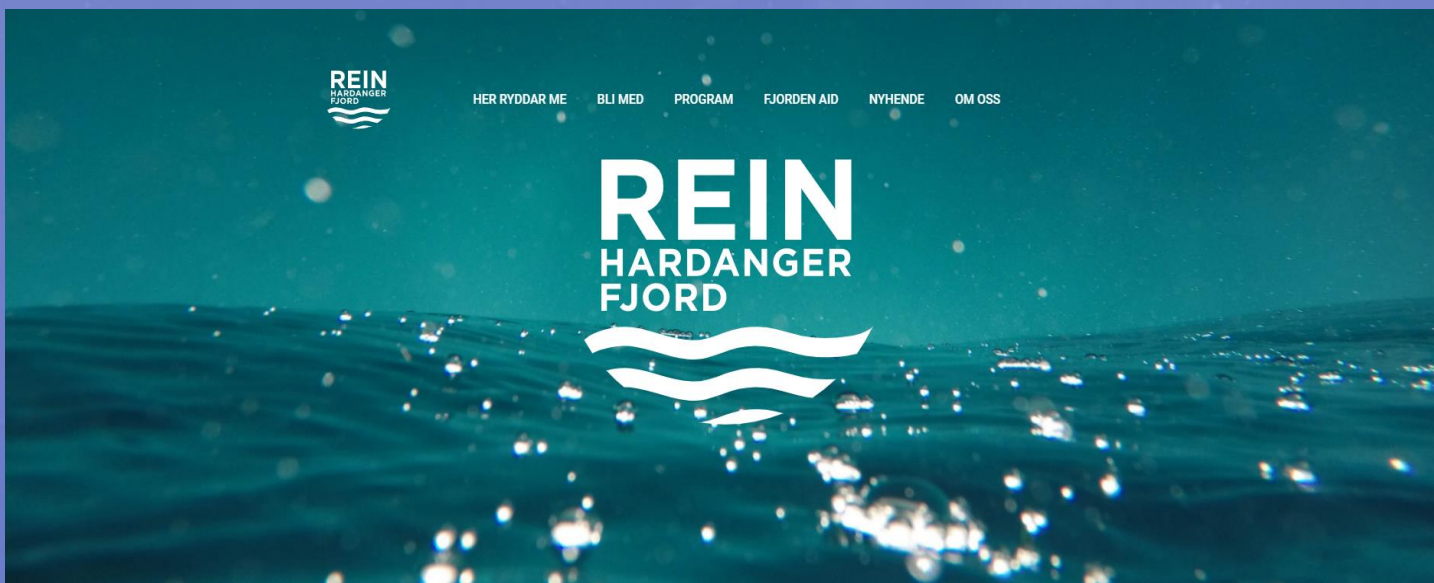 REIN
HARDANGER
FJORD
HER RYDDAR ME BLI MED PROGRAM FJORDEN AID NYHENDE OM OSS
REIN
HARDANGER
FJORD